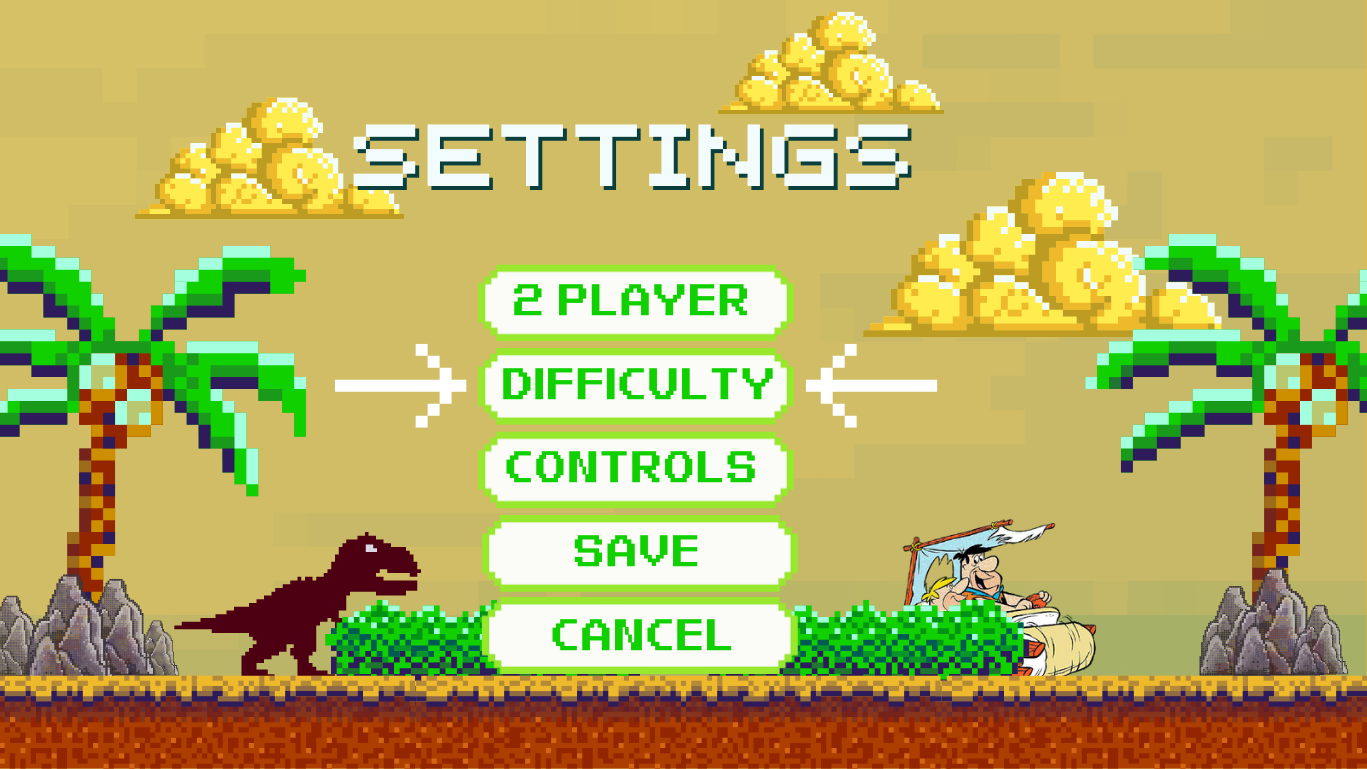 SETTINGS
2 PLAYER
DIFFICULTY
CONTROLS
SAVE
CANCEL